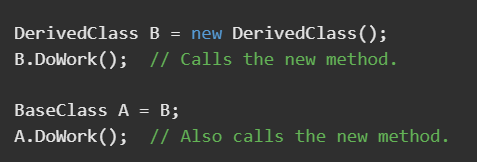 DerivedClass B = new DerivedClass();
B.DoWork();  // Calls the new method.
BaseClass A = B;
A.DoWork();  // Also calls the new method.